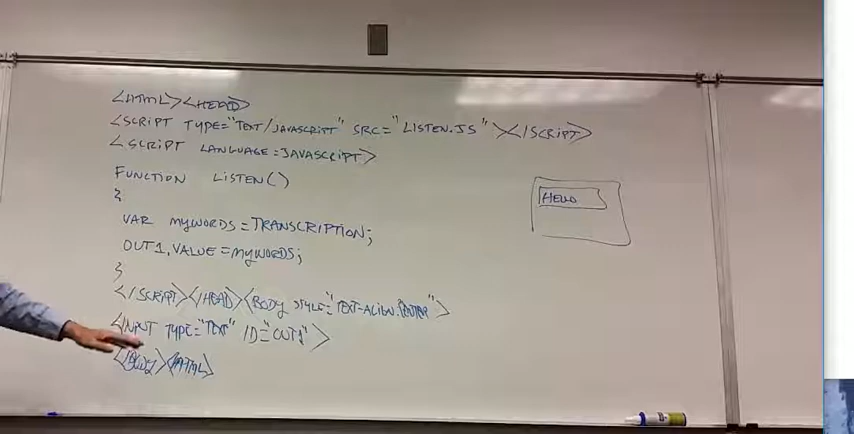 <HTML><HEAD>
<SCRIPT TYPE="TEXT/JAVASCRIPT" SRC="LISTEN.JS"></SCRIPT>
<SCRIPT LANGUAGE=JAVASCRIPT>
FUNCTION LISTEN()
{
VAR MYWORDS=TRANSCRIPTION;
OUT1.VALUE=MYWORDS;
}
</SCRIPT></HEAD><BODY STYLE="TEXT-ALIGN:CENTER">
<INPUT TYPE="TEXT" ID="OUT1">
</BODY></HTML>
HELLO